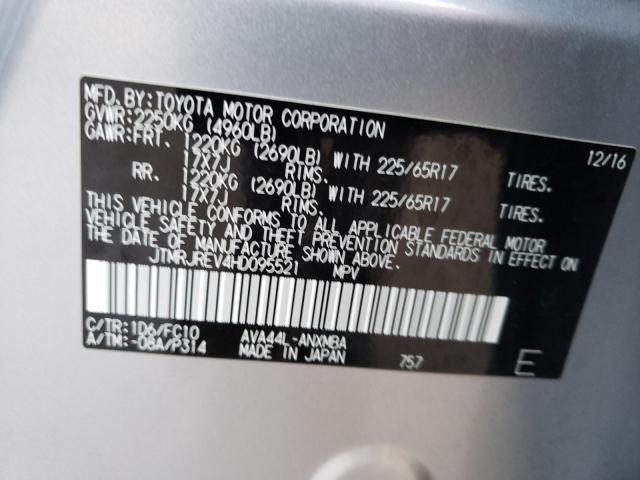 MFD. BY: TOYOTA MOTOR CORPORATION 12/16
GVWR: 2250KG (4960LB)
GAWR: FRT. 1220KG (2690LB) WITH 225/65R17 TIRES.
17X7J RIMS.
RR. 1220KG (2690LB) WITH 225/65R17 TIRES.
17X7J RIMS.
THIS VEHICLE CONFORMS TO ALL APPLICABLE FEDERAL MOTOR
VEHICLE SAFETY AND THEFT PREVENTION STANDARDS IN EFFECT ON
THE DATE OF MANUFACTURE SHOWN ABOVE.
JTMRJREV4HD095521 MPV
C/TR: 1D6/FC10 AVA44L-ANXMBA
A/TM: -08A/P314 MADE IN JAPAN 757 E